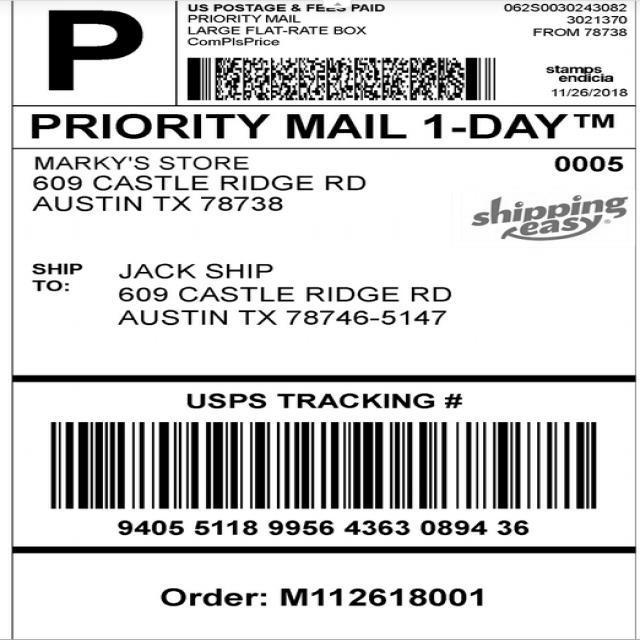 P
US POSTAGE & FEES PAID
PRIORITY MAIL
LARGE FLAT-RATE BOX
ComPlsPrice
062S0030243082
3021370
FROM 78738
stamps
endicia
11/26/2018
PRIORITY MAIL 1-DAY™
MARKY'S STORE
609 CASTLE RIDGE RD
AUSTIN TX 78738
0005
shipping
easy®
SHIP
TO:
JACK SHIP
609 CASTLE RIDGE RD
AUSTIN TX 78746-5147
USPS TRACKING #
9405 5118 9956 4363 0894 36
Order: M112618001